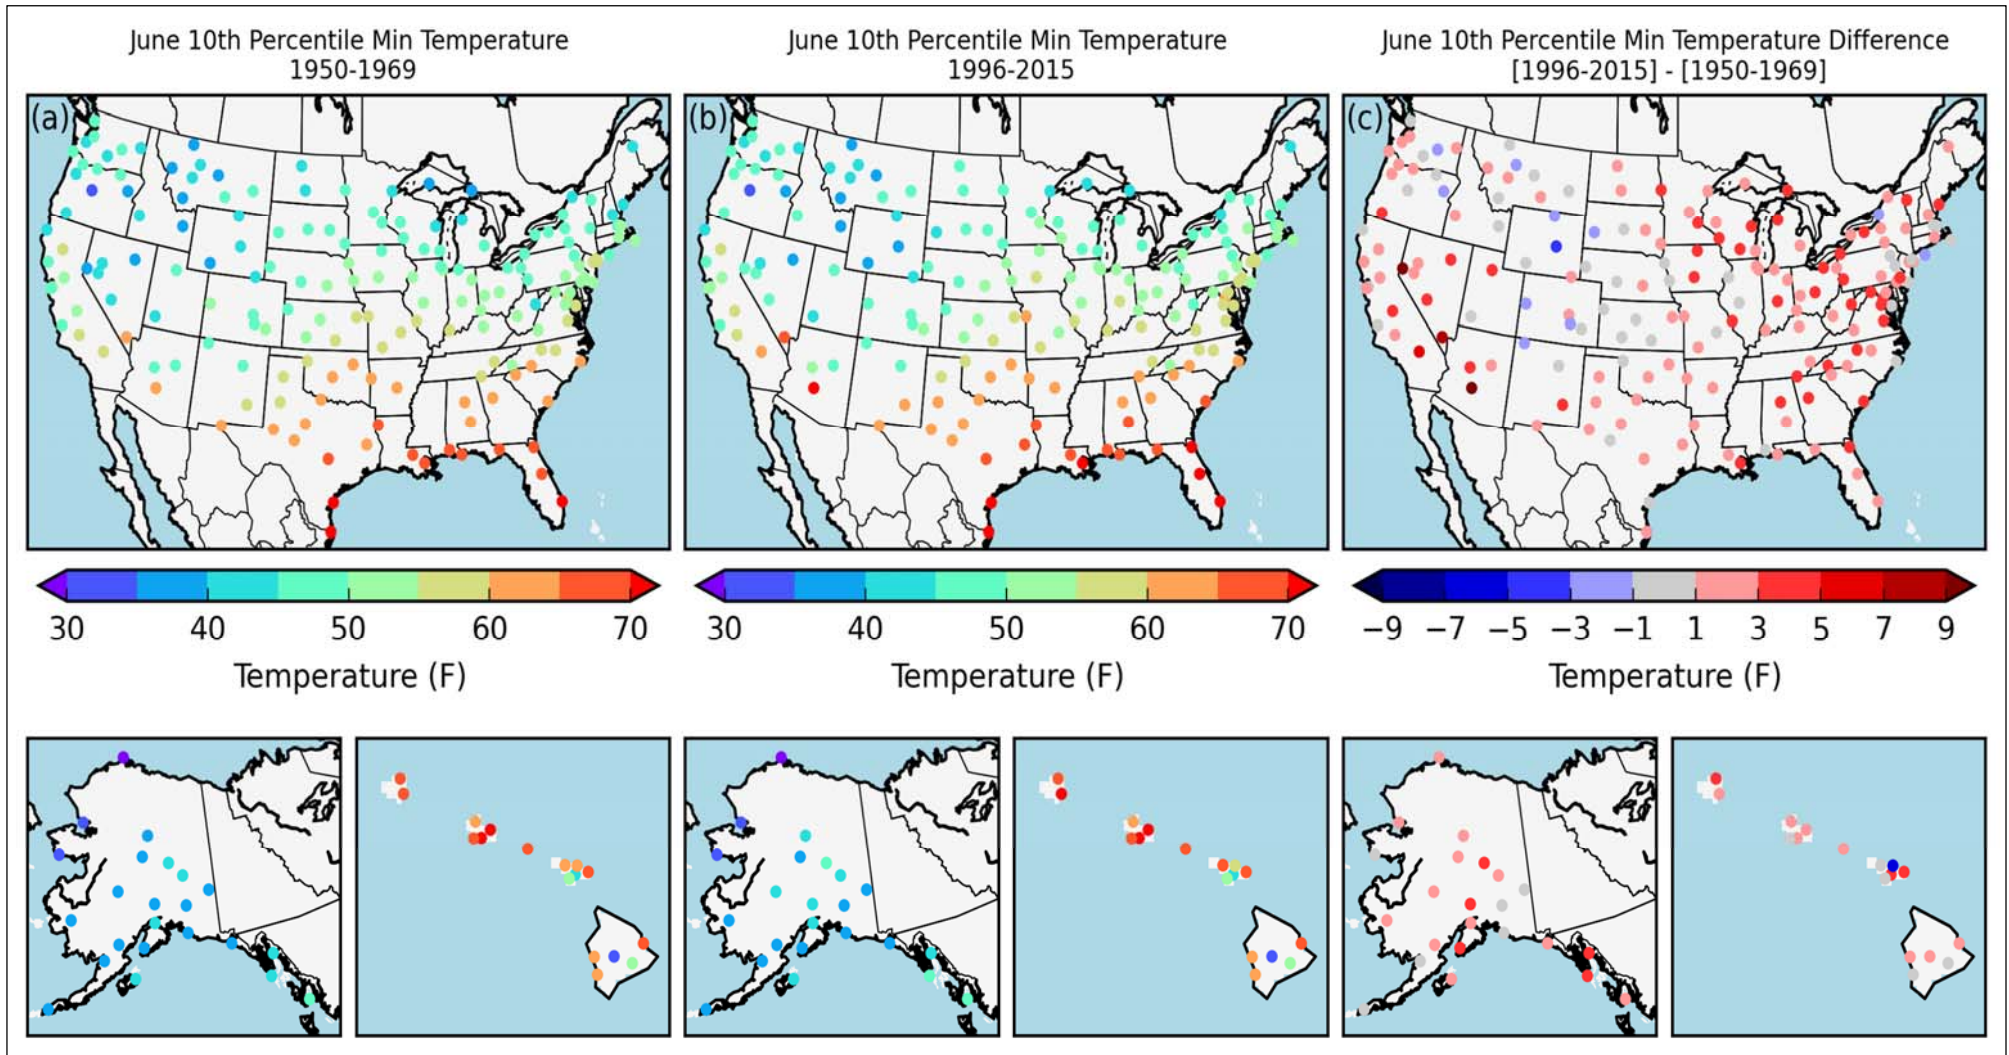 June 10th Percentile Min Temperature
1950-1969
June 10th Percentile Min Temperature
1996-2015
June 10th Percentile Min Temperature Difference
[1996-2015] - [1950-1969]
(a)
(b)
(c)
30 40 50 60 70
Temperature (F)
30 40 50 60 70
Temperature (F)
−9 −7 −5 −3 −1 1 3 5 7 9
Temperature (F)